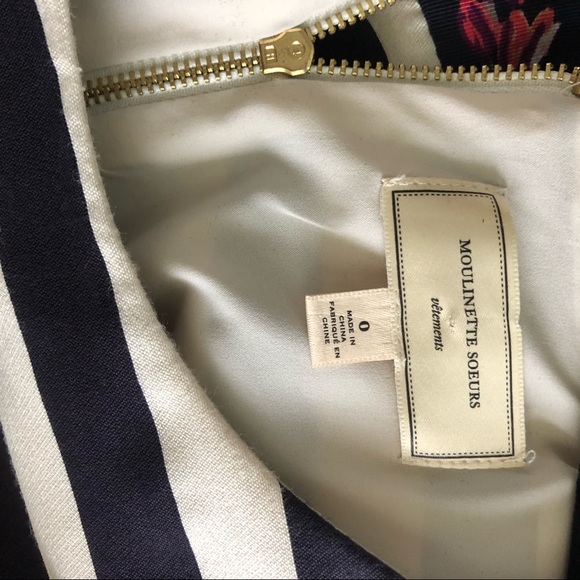 MOULINETTE SOEURS
vêtements
0
MADE IN
CHINA
FABRIQUÉ EN
CHINE